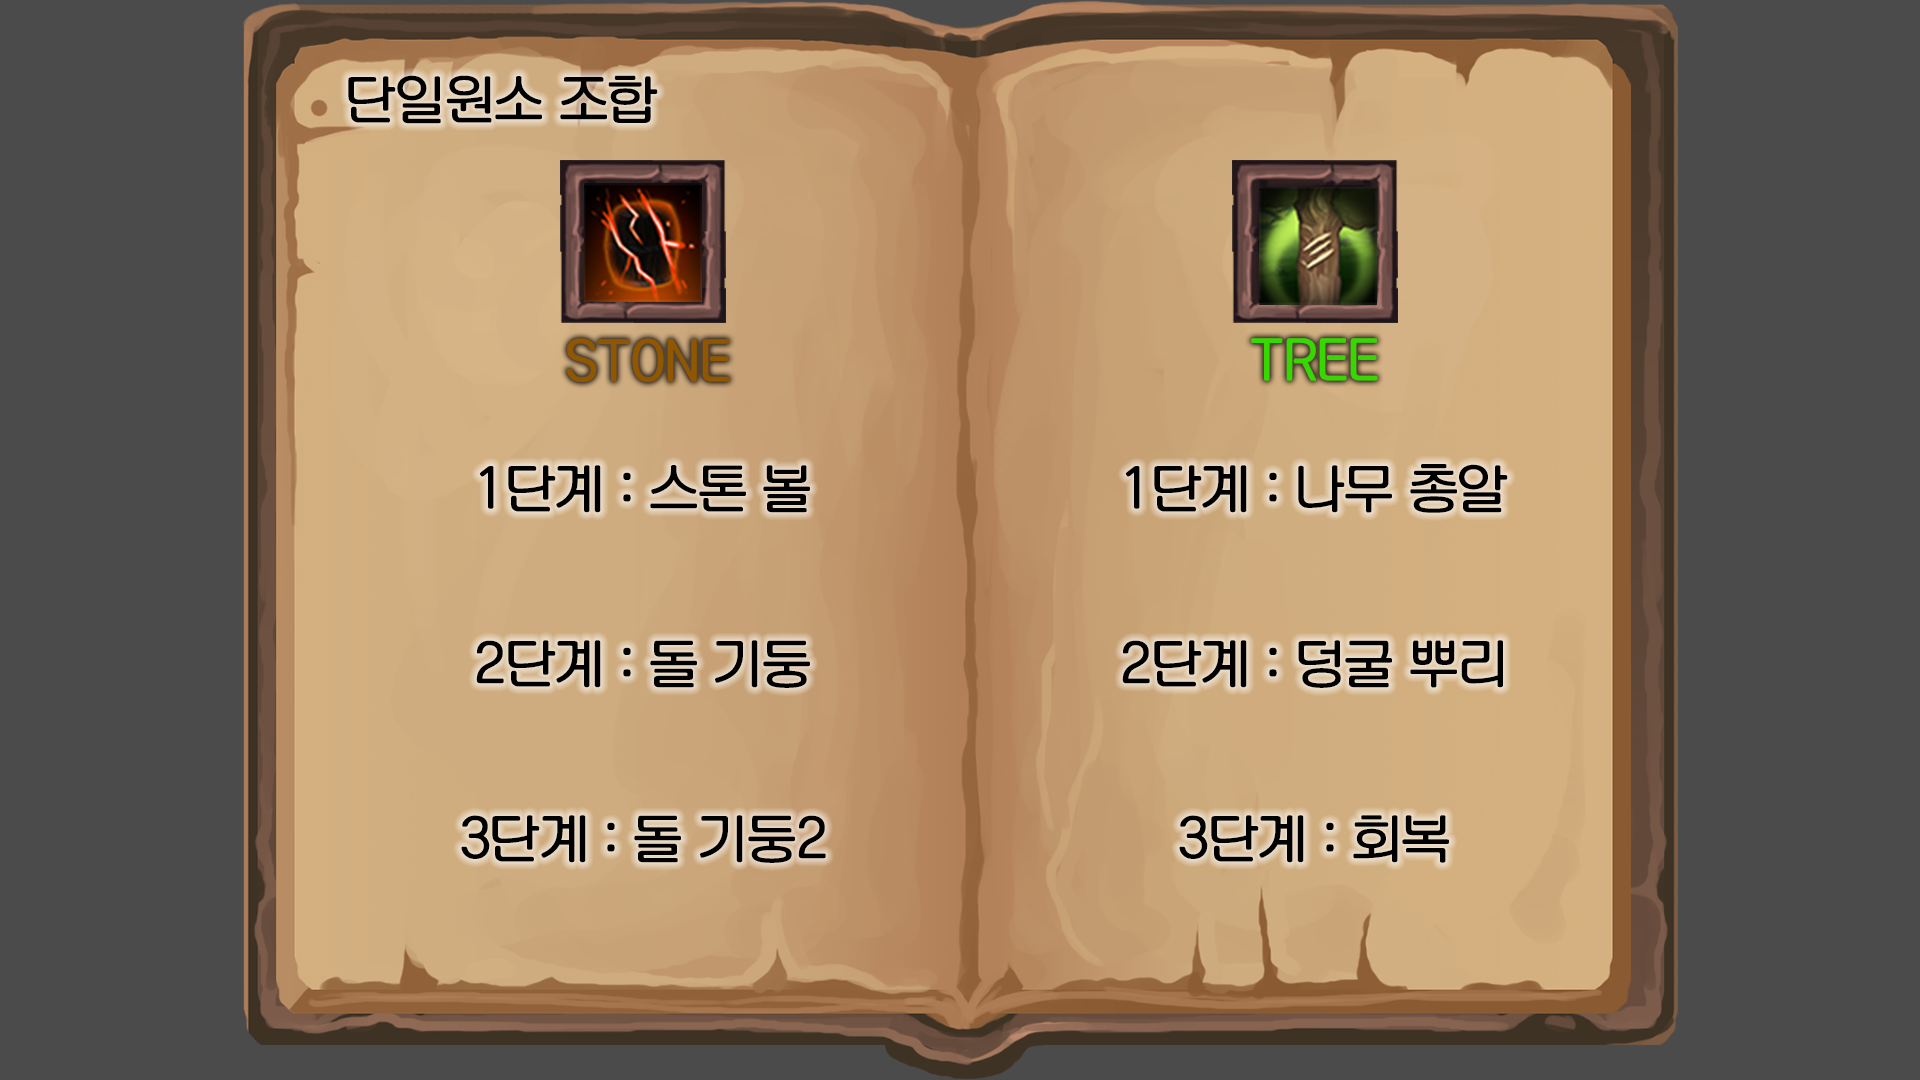 단일원소 조합
STONE
1단계 : 스톤 볼
2단계 : 돌 기둥
3단계 : 돌 기둥2
TREE
1단계 : 나무 총알
2단계 : 덩굴 뿌리
3단계 : 회복